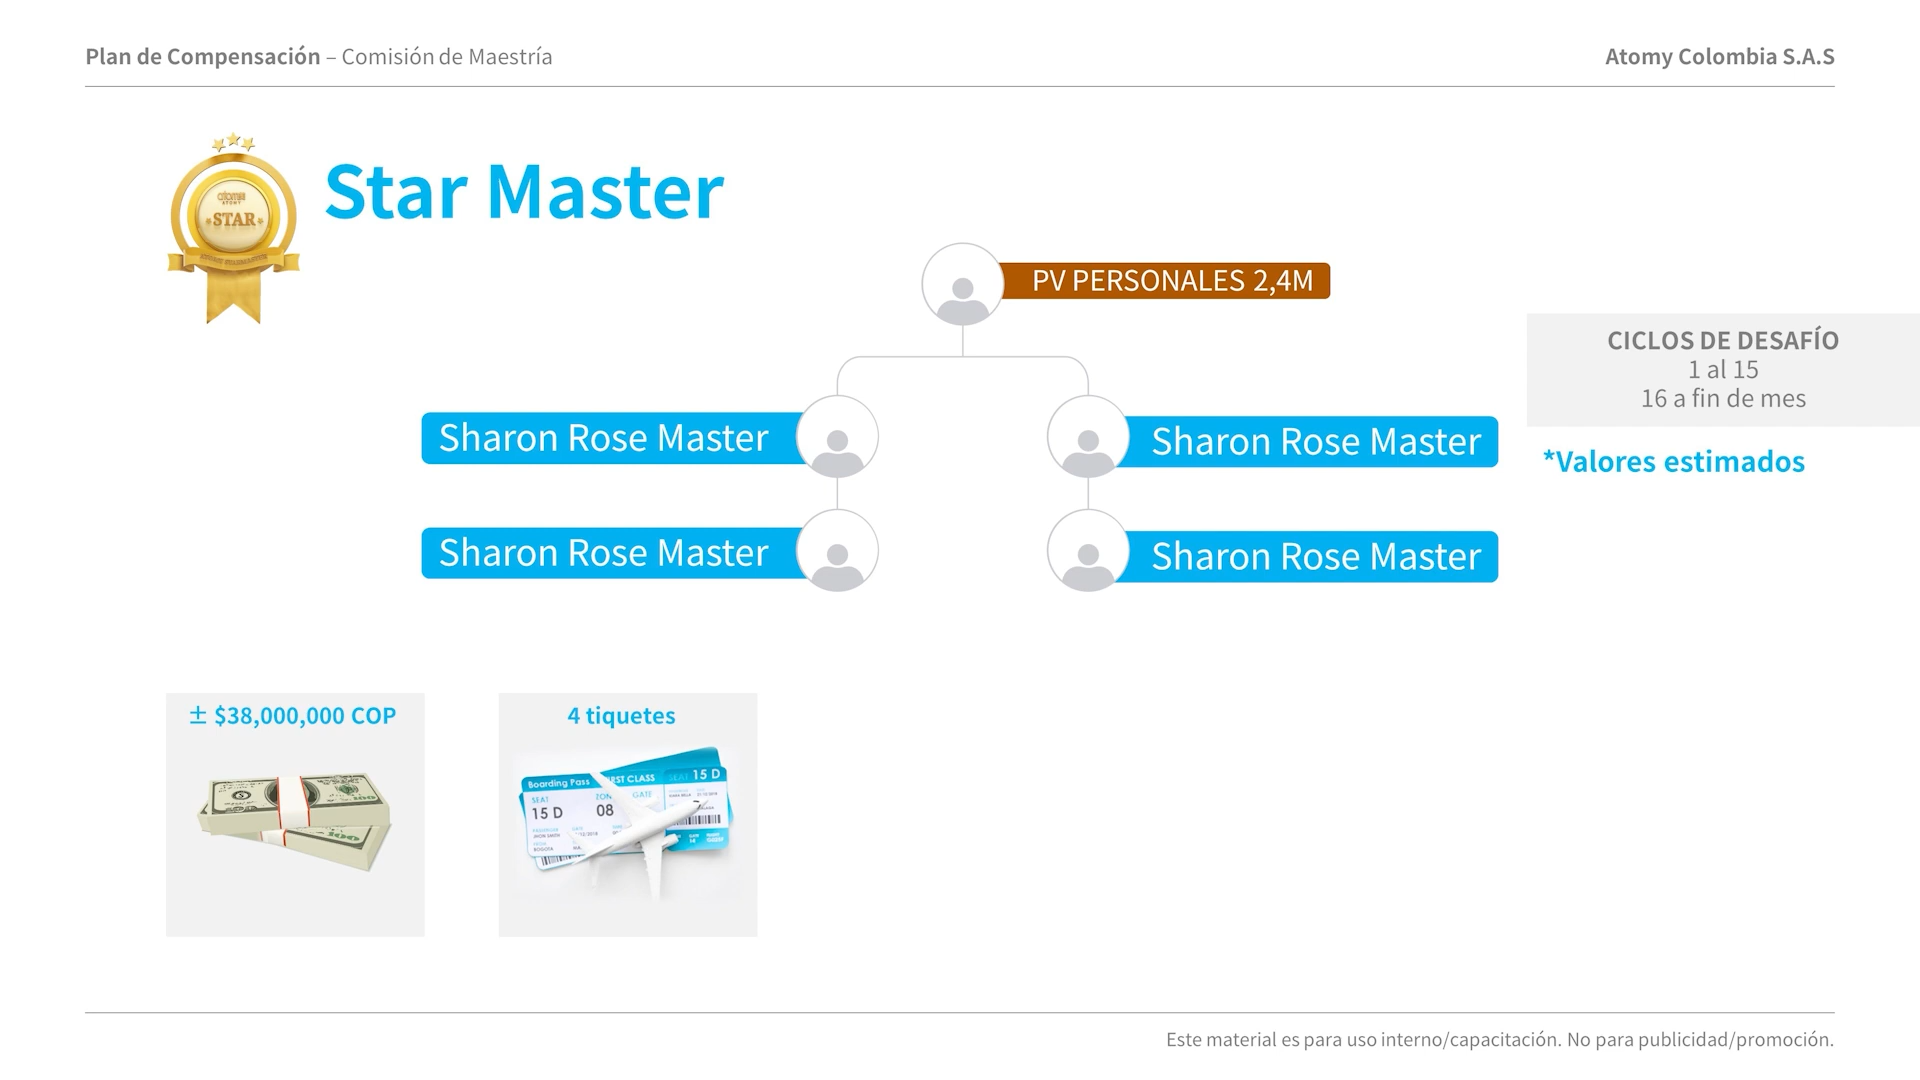 Plan de Compensación – Comisión de Maestría
Atomy Colombia S.A.S
STAR
Star Master
PV PERSONALES 2,4M
CICLOS DE DESAFÍO
1 al 15
16 a fin de mes
*Valores estimados
Sharon Rose Master
Sharon Rose Master
Sharon Rose Master
Sharon Rose Master
± $38,000,000 COP
4 tiquetes
Boarding Pass
CLASS
SEAT 15 D
SEAT
GATE
15 D
08
BOGOTA
100
100
Este material es para uso interno/capacitación. No para publicidad/promoción.